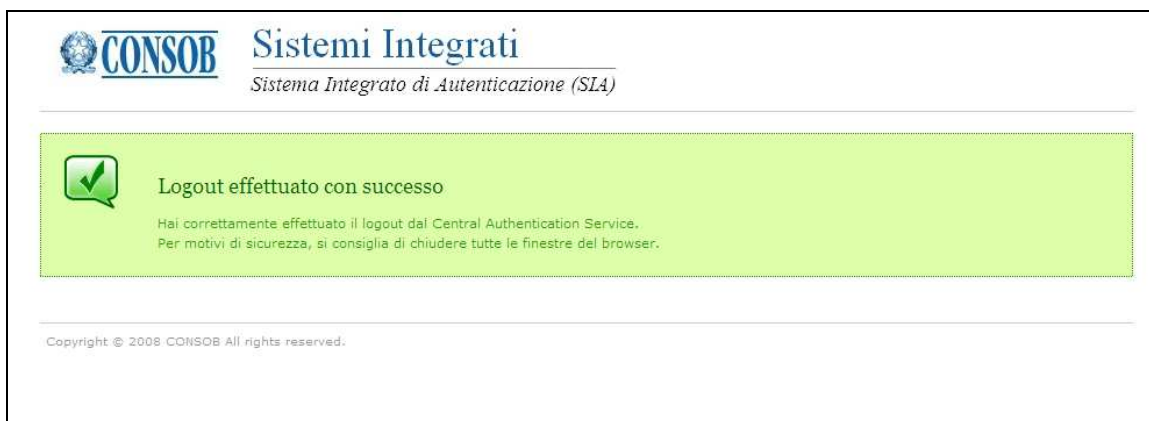 CONSOB
Sistemi Integrati
Sistema Integrato di Autenticazione (SIA)
Logout effettuato con successo
Hai correttamente effettuato il logout dal Central Authentication Service.
Per motivi di sicurezza, si consiglia di chiudere tutte le finestre del browser.
Copyright © 2008 CONSOB All rights reserved.